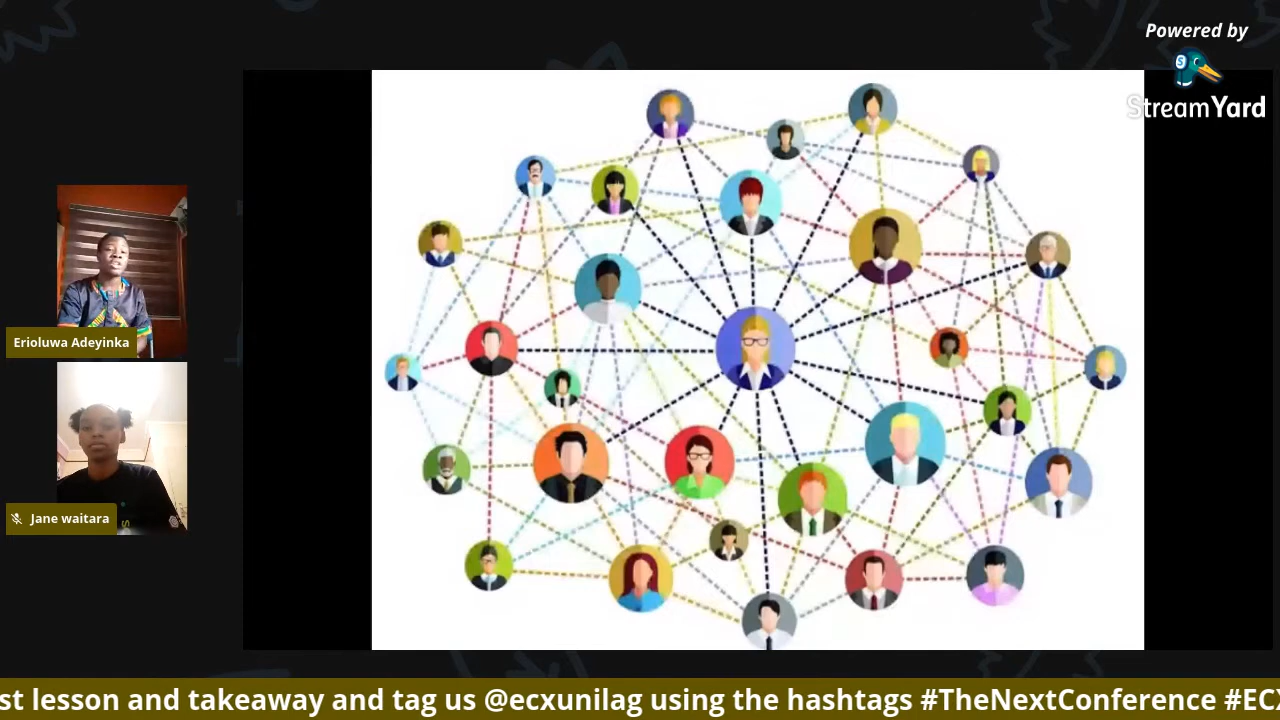 Powered by
StreamYard
Erioluwa Adeyinka
Jane waitara
st lesson and takeaway and tag us @ecxunilag using the hashtags #TheNextConference #ECX